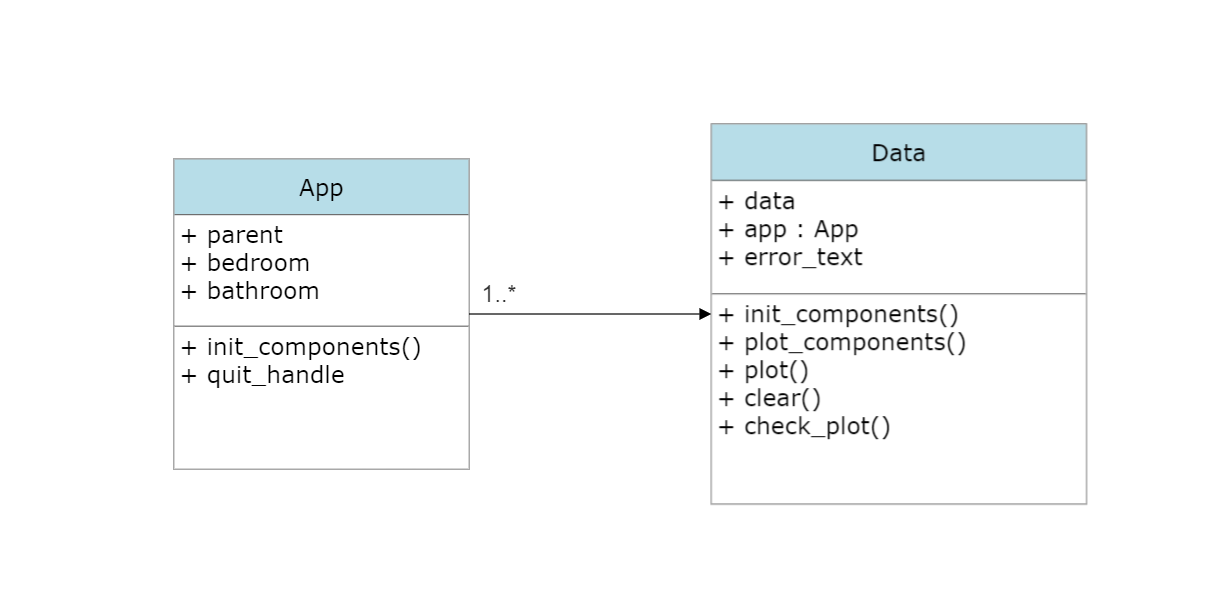 App
+ parent
+ bedroom
+ bathroom
+ init_components()
+ quit_handle
1..*
Data
+ data
+ app : App
+ error_text
+ init_components()
+ plot_components()
+ plot()
+ clear()
+ check_plot()